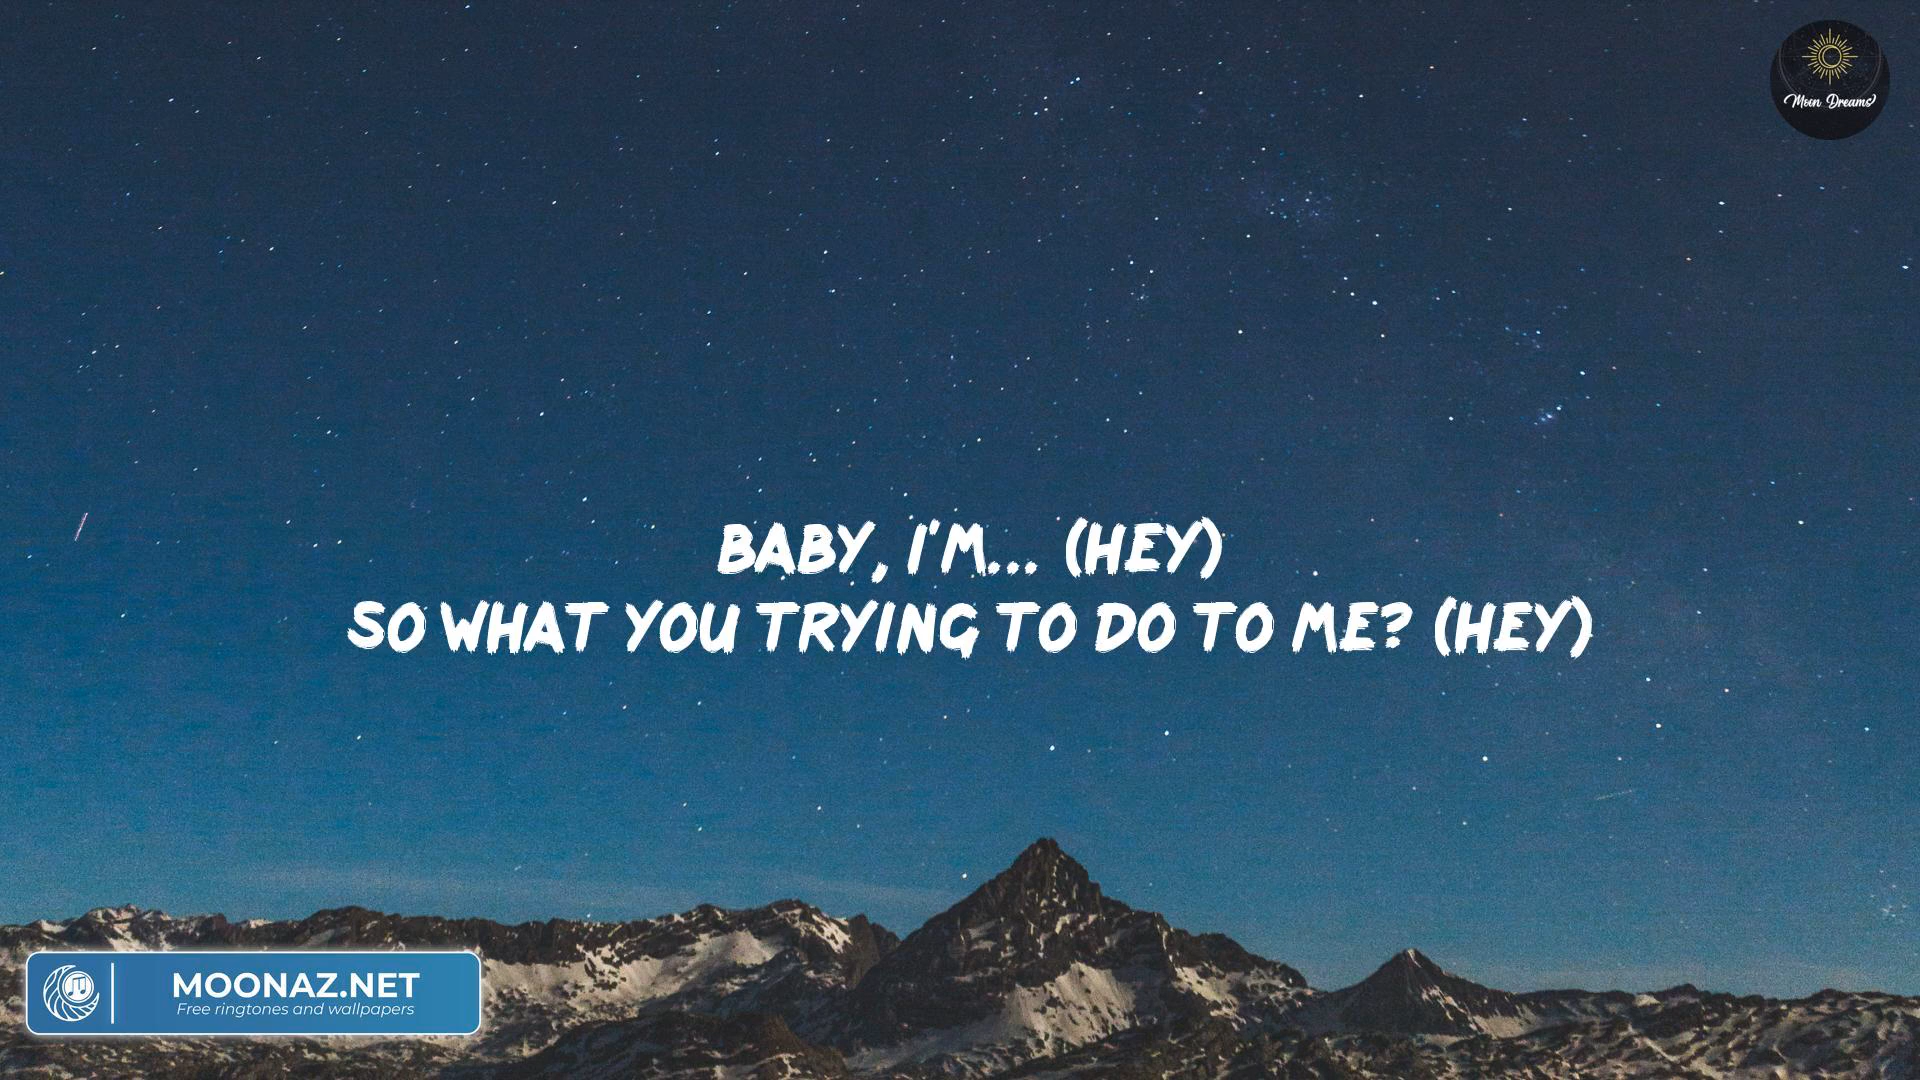 Moon Dreams
BABY, I'M... (HEY)
SO WHAT YOU TRYING TO DO TO ME? (HEY)
MOONAZ.NET
Free ringtones and wallpapers